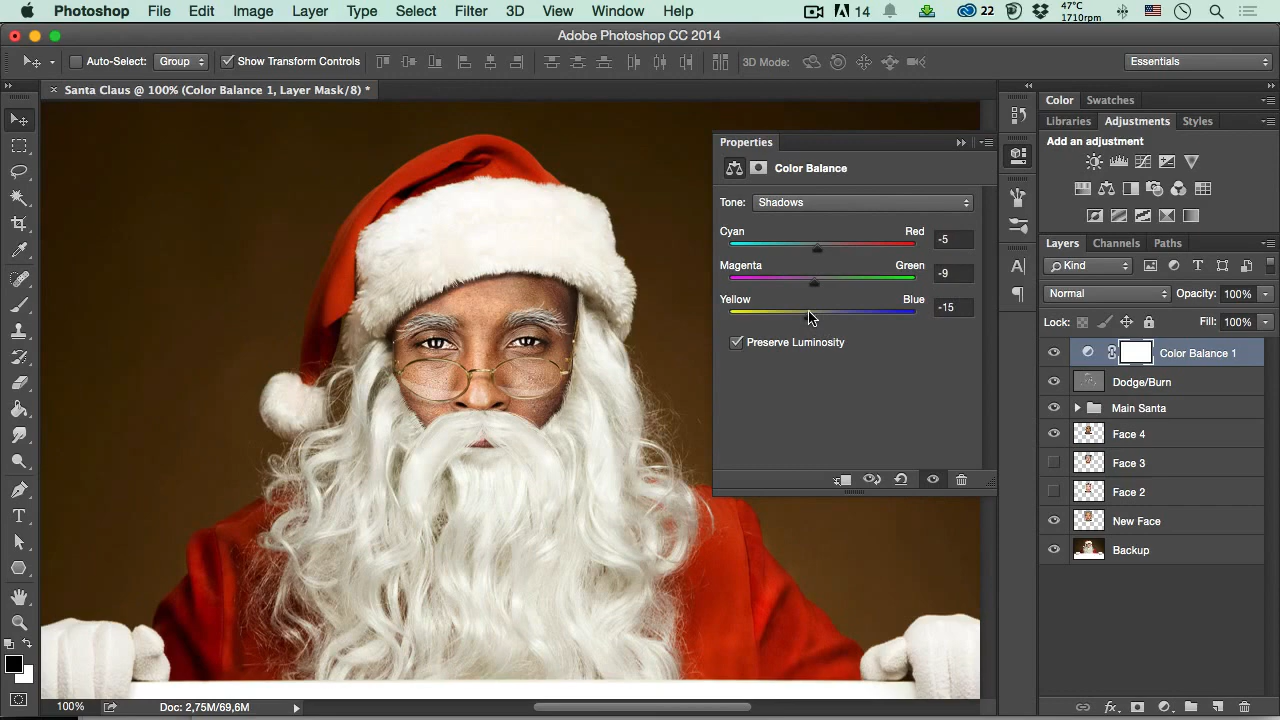 Photoshop File Edit Image Layer Type Select Filter 3D View Window Help 14 22 47°C 1710rpm
Adobe Photoshop CC 2014
Auto-Select: Group Show Transform Controls 3D Mode: Essentials
Santa Claus @ 100% (Color Balance 1, Layer Mask/8) *
Properties
Color Balance
Tone: Shadows
Cyan Red -5
Magenta Green -9
Yellow Blue -15
Preserve Luminosity
Color Swatches
Libraries Adjustments Styles
Add an adjustment
Layers Channels Paths
Kind
Normal Opacity: 100%
Lock: Fill: 100%
Color Balance 1
Dodge/Burn
Main Santa
Face 4
Face 3
Face 2
New Face
Backup
100% Doc: 2,75M/69,6M